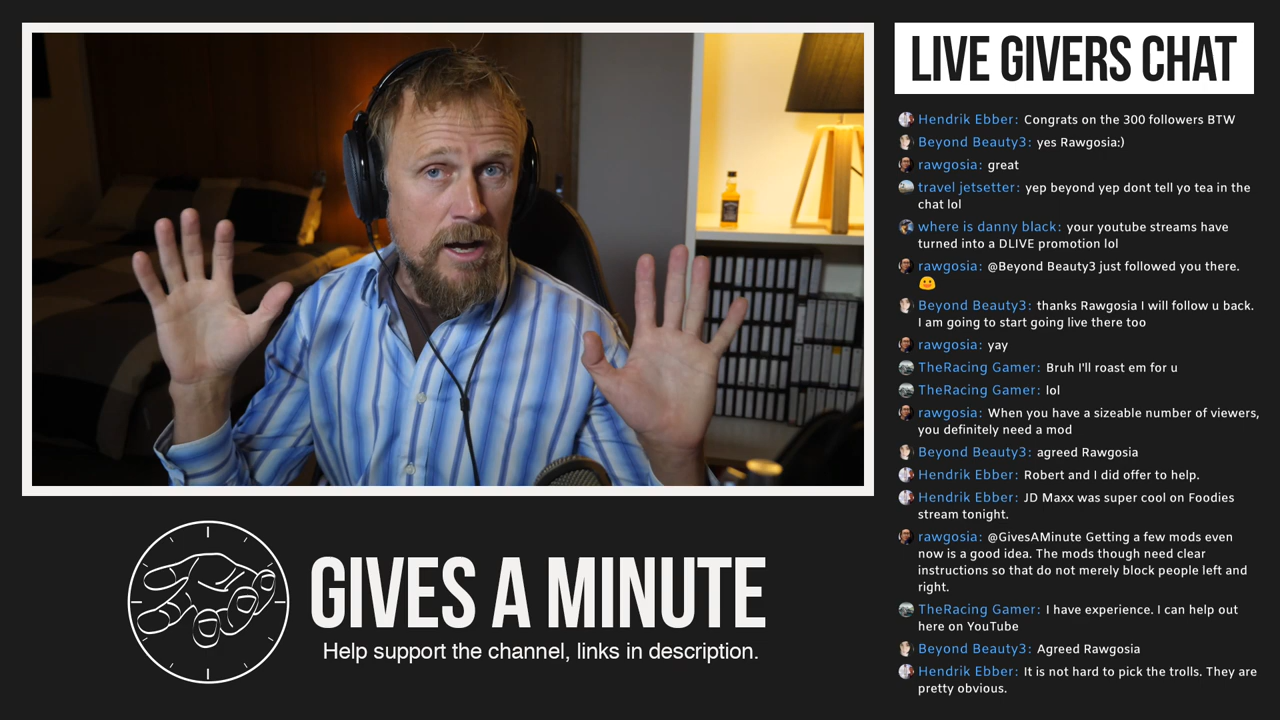 LIVE GIVERS CHAT
Hendrik Ebber: Congrats on the 300 followers BTW
Beyond Beauty3: yes Rawgosia:)
rawgosia: great
travel jetsetter: yep beyond yep dont tell yo tea in the
chat lol
where is danny black: your youtube streams have
turned into a DLIVE promotion lol
rawgosia: @Beyond Beauty3 just followed you there.
Beyond Beauty3: thanks Rawgosia I will follow u back.
I am going to start going live there too
rawgosia: yay
TheRacing Gamer: Bruh I'll roast em for u
TheRacing Gamer: lol
rawgosia: When you have a sizeable number of viewers,
you definitely need a mod
Beyond Beauty3: agreed Rawgosia
Hendrik Ebber: Robert and I did offer to help.
Hendrik Ebber: JD Maxx was super cool on Foodies
stream tonight.
rawgosia: @GivesAMinute Getting a few mods even
now is a good idea. The mods though need clear
instructions so that do not merely block people left and
right.
TheRacing Gamer: I have experience. I can help out
here on YouTube
Beyond Beauty3: Agreed Rawgosia
Hendrik Ebber: It is not hard to pick the trolls. They are
pretty obvious.
GIVES A MINUTE
Help support the channel, links in description.